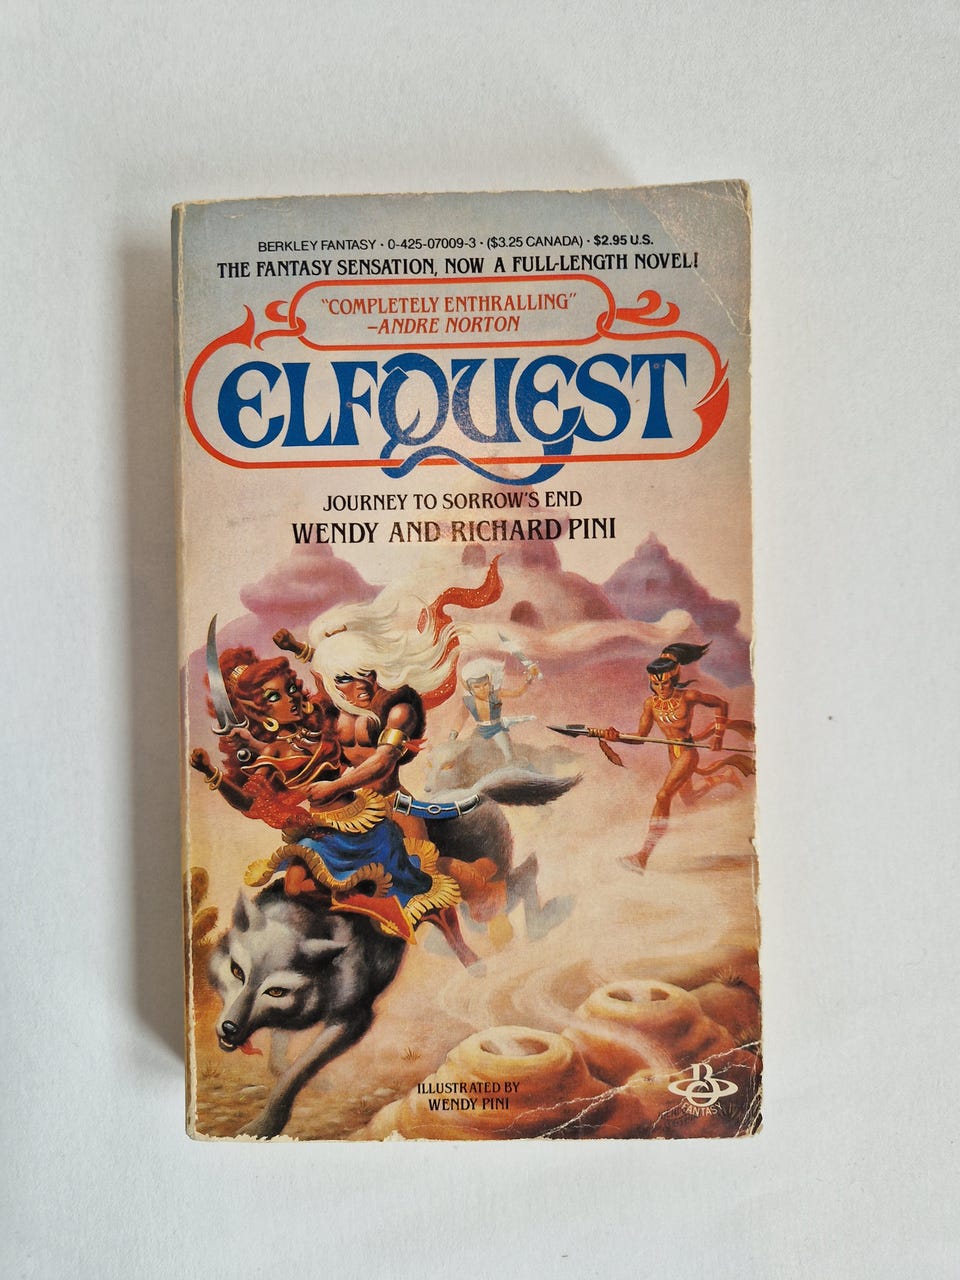 BERKLEY FANTASY · 0-425-07009-3 · ($3.25 CANADA) · $2.95 U.S.
THE FANTASY SENSATION, NOW A FULL-LENGTH NOVEL!
"COMPLETELY ENTHRALLING"
–ANDRE NORTON
ELFQUEST
JOURNEY TO SORROW'S END
WENDY AND RICHARD PINI
ILLUSTRATED BY
WENDY PINI
B
FANTASY